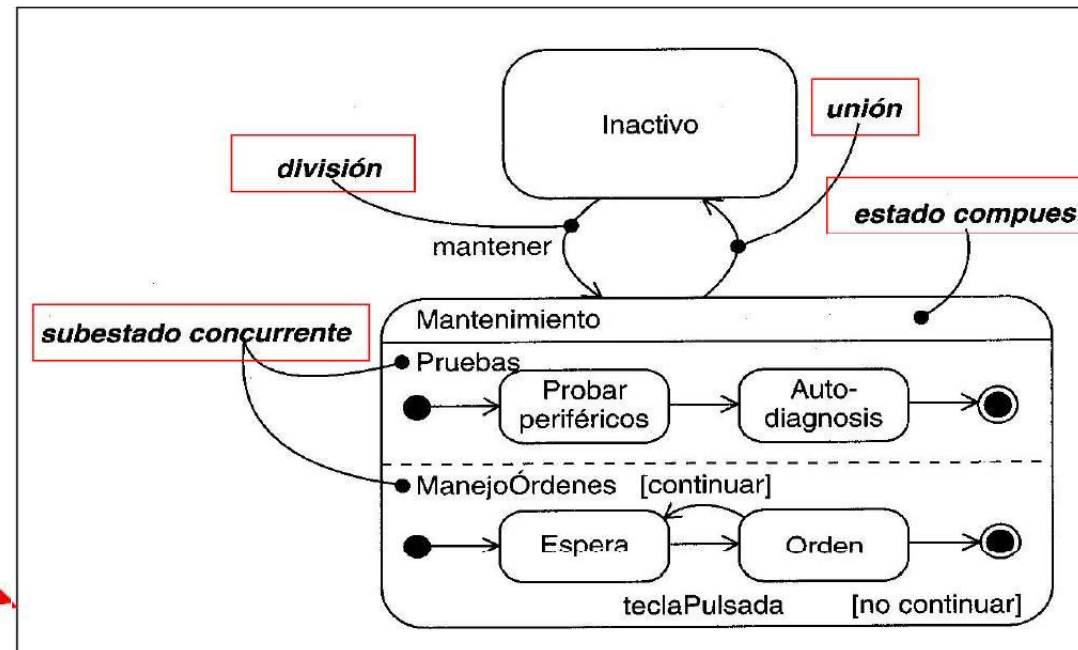 Inactivo
unión
división
estado compues
mantener
Mantenimiento
subestado concurrente
Pruebas
Probar
periféricos
Auto-
diagnosis
ManejoÓrdenes [continuar]
Espera
Orden
teclaPulsada [no continuar]